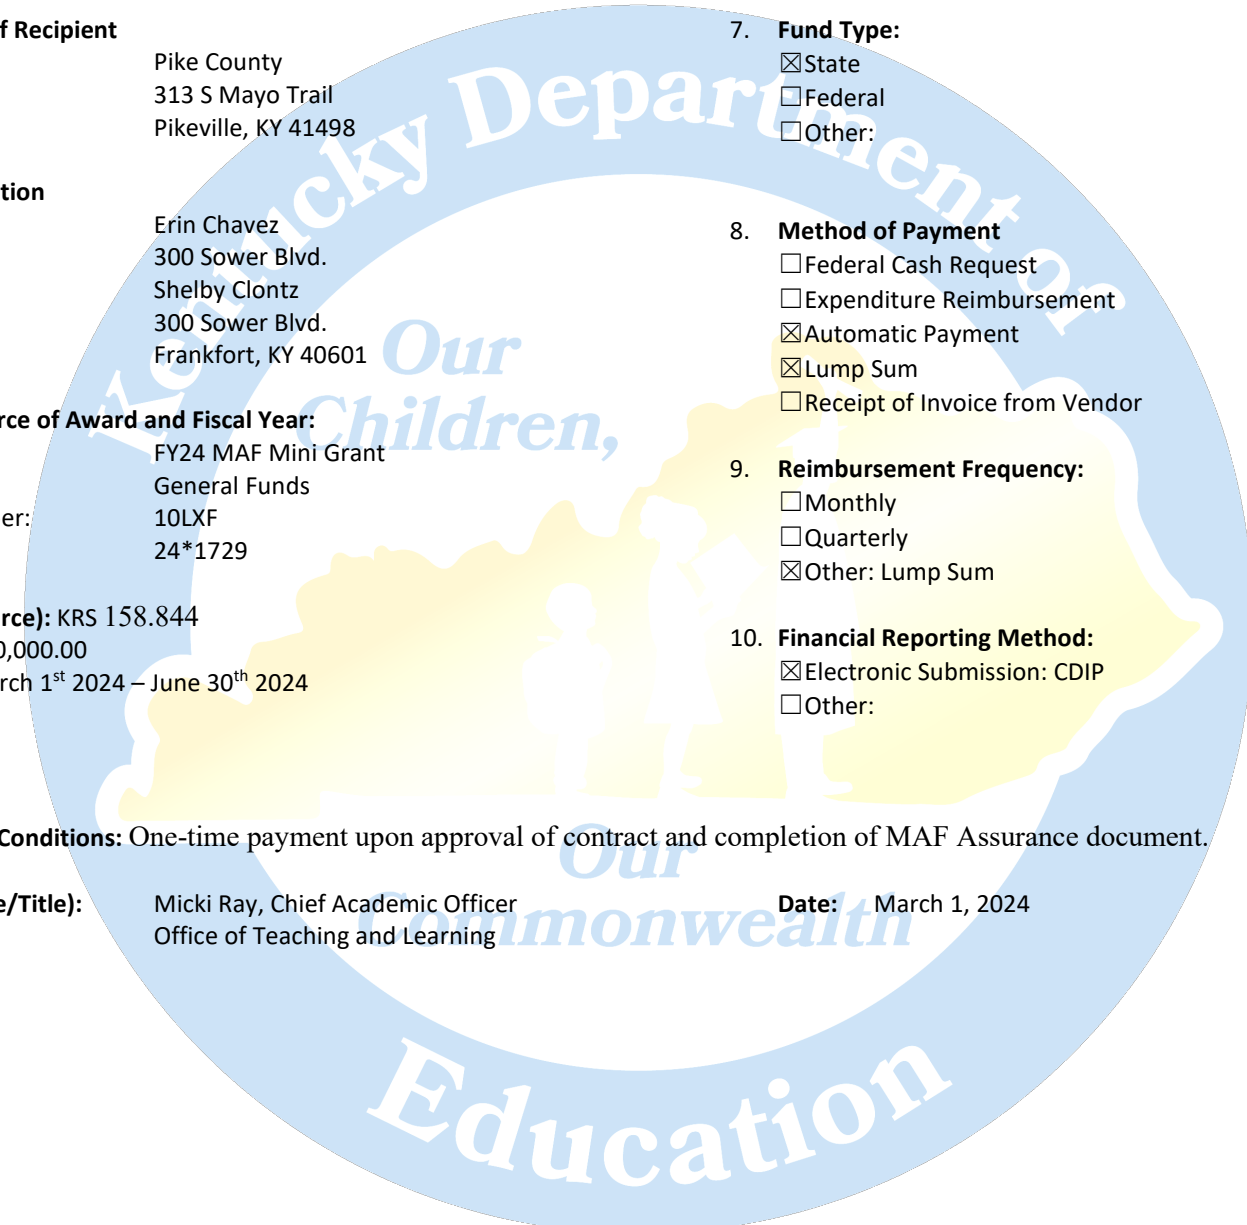 f Recipient
Pike County
313 S Mayo Trail
Pikeville, KY 41498
tion
Erin Chavez
300 Sower Blvd.
Shelby Clontz
300 Sower Blvd.
Frankfort, KY 40601
rce of Award and Fiscal Year:
FY24 MAF Mini Grant
General Funds
er: 10LXF
24*1729
rce): KRS 158.844
0,000.00
rch 1st 2024 – June 30th 2024
7. Fund Type:
☒State
☐Federal
☐Other:
8. Method of Payment
☐Federal Cash Request
☐Expenditure Reimbursement
☒Automatic Payment
☒Lump Sum
☐Receipt of Invoice from Vendor
9. Reimbursement Frequency:
☐Monthly
☐Quarterly
☒Other: Lump Sum
10. Financial Reporting Method:
☒Electronic Submission: CDIP
☐Other:
Conditions: One-time payment upon approval of contract and completion of MAF Assurance document.
e/Title): Micki Ray, Chief Academic Officer Date: March 1, 2024
Office of Teaching and Learning
Kentucky Department of
Education
Our
Children,
Our
Commonwealth